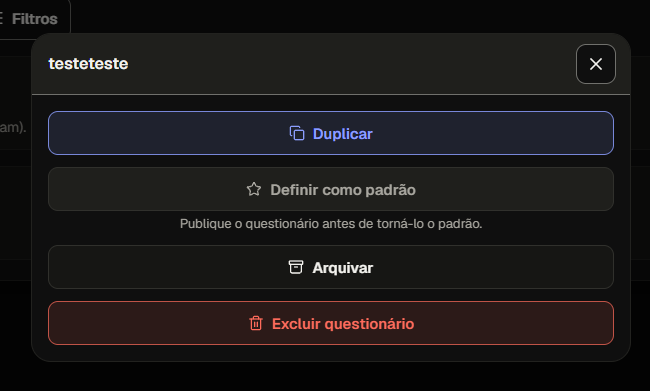 Filtros
testeteste
am).
Duplicar
Definir como padrão
Publique o questionário antes de torná-lo o padrão.
Arquivar
Excluir questionário